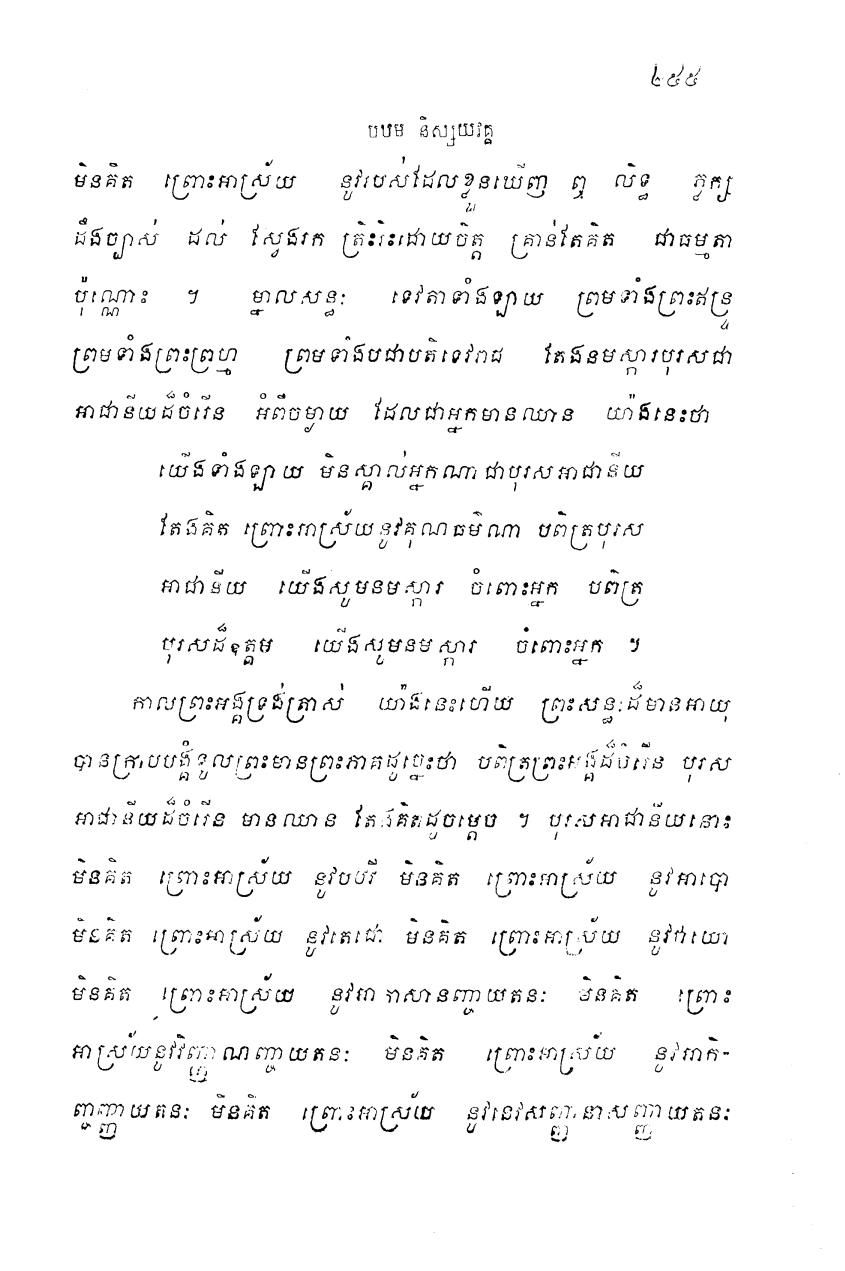 ២៥៥
បឋម និស្សយវគ្គ
មិនគិត ព្រោះអាស្រ័យ នូវរបស់ដែលខ្លួនឃើញ ឮ លិទ្ធ ភ្លក្ស
ដឹងច្បាស់ ដល់ ស្វែងរក ត្រិះរិះដោយចិត្ត គ្រាន់តែគិត ជាធម្មតា
ប៉ុណ្ណោះ ។ ម្នាលសន្ធៈ ទេវតាទាំងឡាយ ព្រមទាំងព្រះឥន្ទ្រ
ព្រមទាំងព្រះព្រហ្ម ព្រមទាំងបជាបតិទេវរាជ តែងនមស្ការបុរសជា
អាជានីយដ៏ចំរើន អំពីចម្ងាយ ដែលជាអ្នកមានឈាន យ៉ាងនេះថា
យើងទាំងឡាយ មិនស្គាល់អ្នកណាជាបុរសអាជានីយ
តែងគិត ព្រោះអាស្រ័យនូវគុណធម៌ណា បពិត្របុរស
អាជានីយ យើងសូមនមស្ការ ចំពោះអ្នក បពិត្រ
បុរសដ៏ឧត្តម យើងសូមនមស្ការ ចំពោះអ្នក ។
កាលព្រះអង្គទ្រង់ត្រាស់ យ៉ាងនេះហើយ ព្រះសន្ធៈដ៏មានអាយុ
បានក្រាបបង្គំទូលព្រះមានព្រះភាគដូច្នេះថា បពិត្រព្រះអង្គដ៏ចំរើន បុរស
អាជានីយដ៏ចំរើន មានឈាន តែងគិតដូចម្តេច ។ បុរសអាជានីយនោះ
មិនគិត ព្រោះអាស្រ័យ នូវបឋវី មិនគិត ព្រោះអាស្រ័យ នូវអាបោ
មិនគិត ព្រោះអាស្រ័យ នូវតេជោ មិនគិត ព្រោះអាស្រ័យ នូវវាយោ
មិនគិត ព្រោះអាស្រ័យ នូវអាកាសានញ្ចាយតនៈ មិនគិត ព្រោះ
អាស្រ័យនូវវិញ្ញាណញ្ចាយតនៈ មិនគិត ព្រោះអាស្រ័យ នូវអាកិ-
ញ្ចញ្ញាយតនៈ មិនគិត ព្រោះអាស្រ័យ នូវនេវសញ្ញានាសញ្ញាយតនៈ